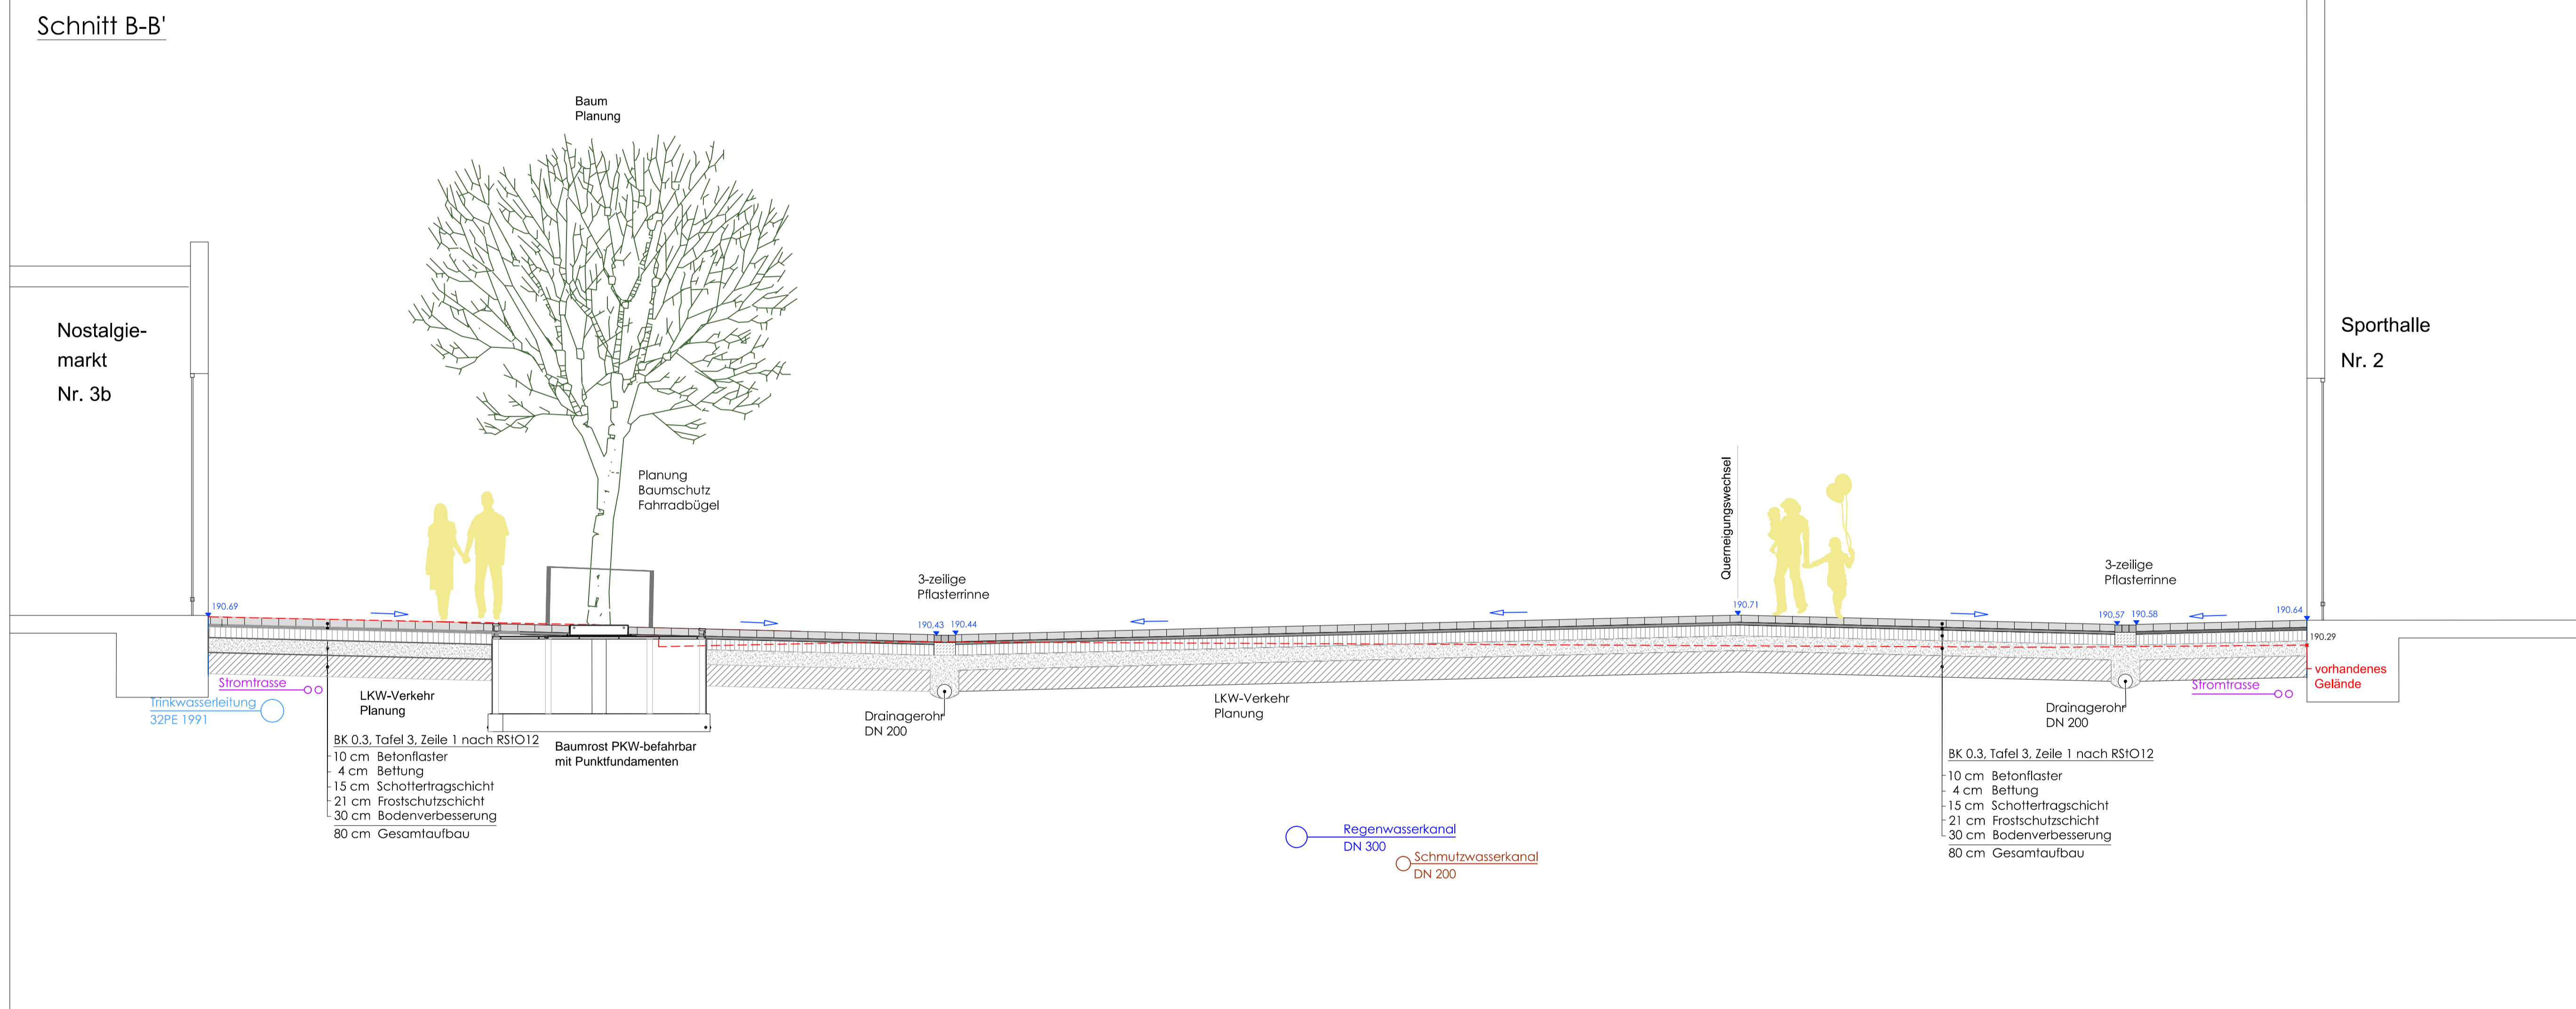 Schnitt B-B'
Baum
Planung
Nostalgie-
markt
Nr. 3b
Sporthalle
Nr. 2
Planung
Baumschutz
Fahrradbügel
Querneigungswechsel
3-zeilige
Pflasterrinne
3-zeilige
Pflasterrinne
190.69
190.43
190.44
190.71
190.57
190.58
190.64
190.29
vorhandenes
Gelände
Stromtrasse
Trinkwasserleitung
32PE 1991
LKW-Verkehr
Planung
BK 0.3, Tafel 3, Zeile 1 nach RStO12
10 cm Betonflaster
4 cm Bettung
15 cm Schottertragschicht
21 cm Frostschutzschicht
30 cm Bodenverbesserung
80 cm Gesamtaufbau
Baumrost PKW-befahrbar
mit Punktfundamenten
Drainagerohr
DN 200
LKW-Verkehr
Planung
Regenwasserkanal
DN 300
Schmutzwasserkanal
DN 200
Stromtrasse
Drainagerohr
DN 200
BK 0.3, Tafel 3, Zeile 1 nach RStO12
10 cm Betonflaster
4 cm Bettung
15 cm Schottertragschicht
21 cm Frostschutzschicht
30 cm Bodenverbesserung
80 cm Gesamtaufbau